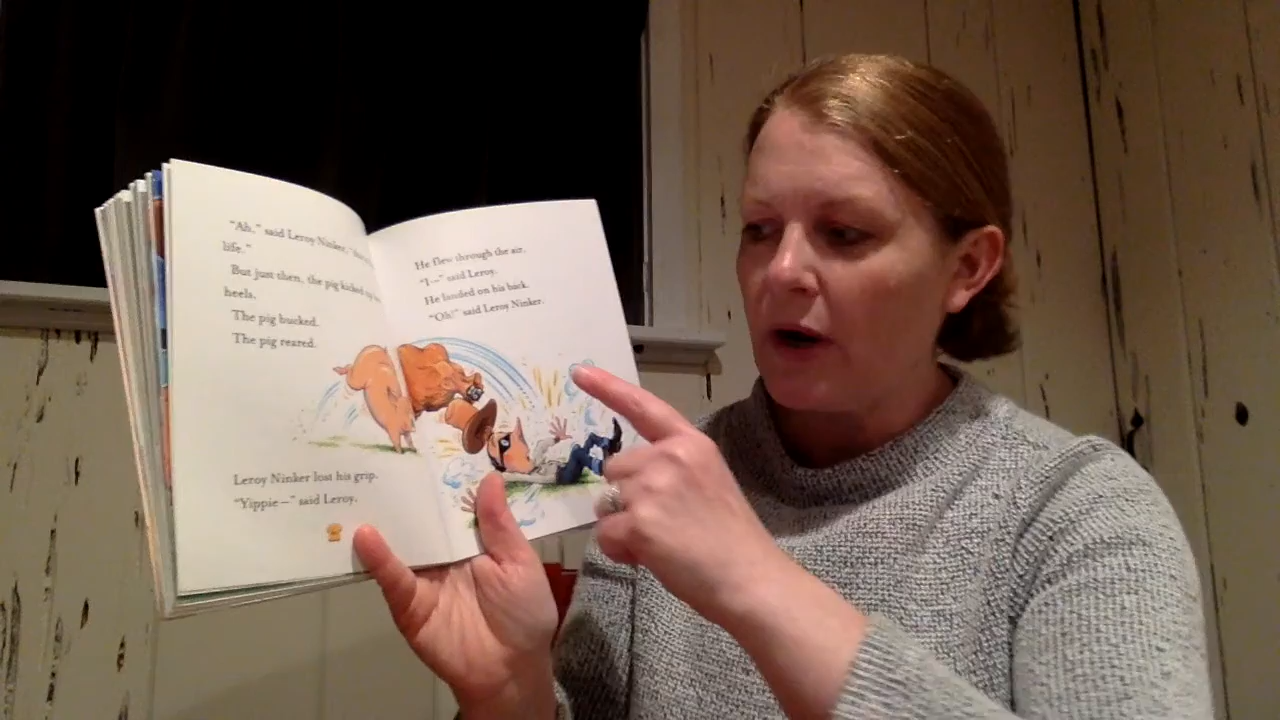 "Ah," said Leroy Ninker,
life."
But just then, the pig kicked
heels.
The pig bucked.
The pig reared.
Leroy Ninker lost his grip.
"Yippie—" said Leroy.
He flew through the air.
"I—" said Leroy.
He landed on his back.
"Oh!" said Leroy Ninker.